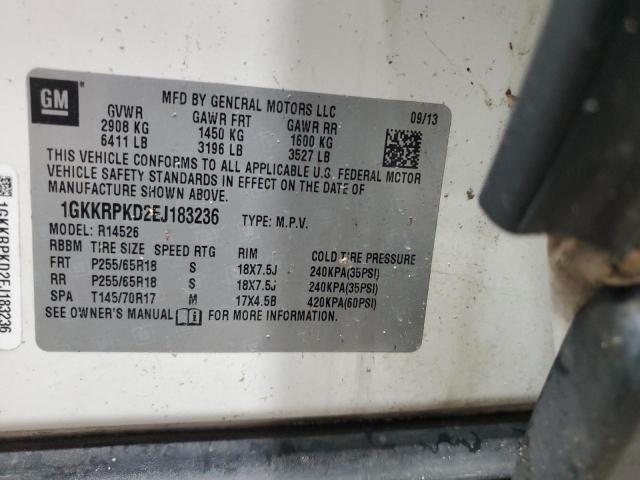 GM
MFD BY GENERAL MOTORS LLC 09/13
GVWR GAWR FRT GAWR RR
2908 KG 1450 KG 1600 KG
6411 LB 3196 LB 3527 LB
THIS VEHICLE CONFORMS TO ALL APPLICABLE U.S. FEDERAL MOTOR
VEHICLE SAFETY STANDARDS IN EFFECT ON THE DATE OF
MANUFACTURE SHOWN ABOVE.
1GKKRPKD2EJ183236 TYPE: M.P.V.
MODEL: R14526
RBBM TIRE SIZE SPEED RTG RIM COLD TIRE PRESSURE
FRT P255/65R18 S 18X7.5J 240KPA(35PSI)
RR P255/65R18 S 18X7.5J 240KPA(35PSI)
SPA T145/70R17 M 17X4.5B 420KPA(60PSI)
SEE OWNER'S MANUAL FOR MORE INFORMATION.
1GKKRPKD2EJ183236